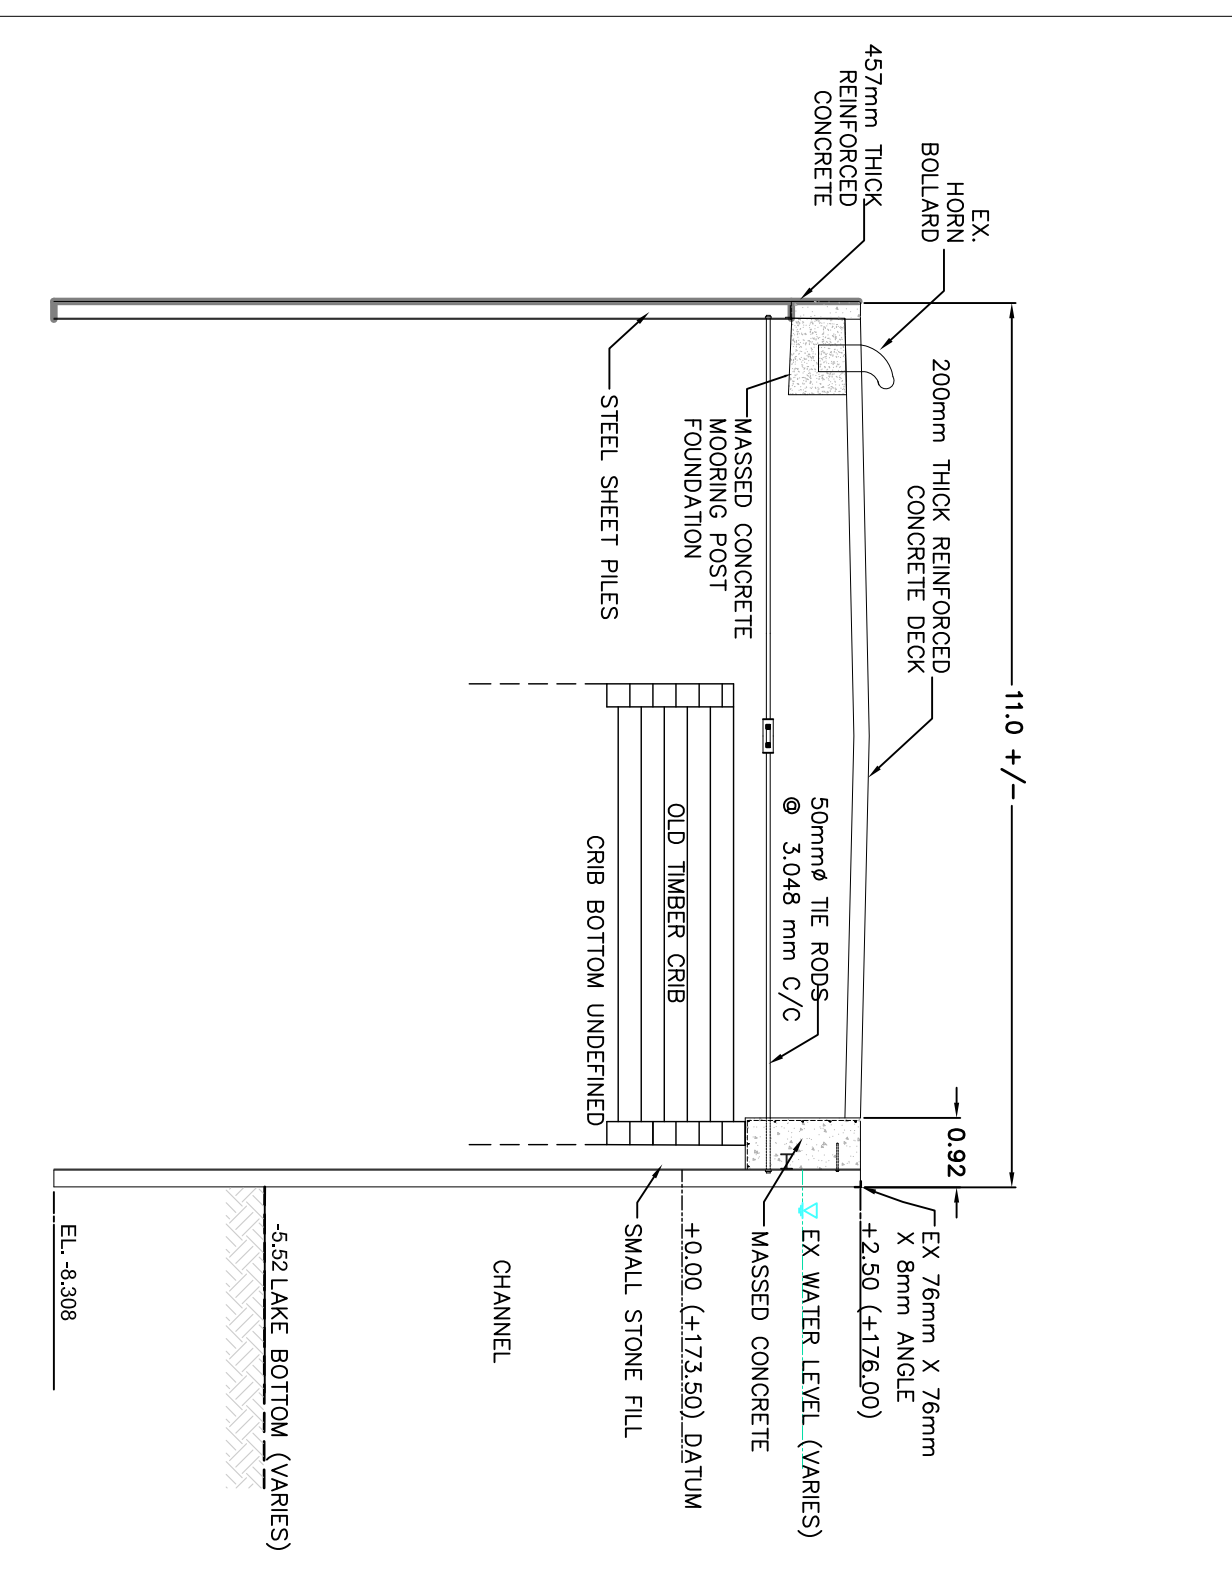 11.0 +/-
0.92
EX.
HORN
BOLLARD
457mm THICK
REINFORCED
CONCRETE
200mm THICK REINFORCED
CONCRETE DECK
EX 76mm X 76mm
X 8mm ANGLE
+2.50 (+176.00)
50mmø TIE RODS
@ 3.048 mm C/C
EX WATER LEVEL (VARIES)
MASSED CONCRETE
MOORING POST
FOUNDATION
MASSED CONCRETE
OLD TIMBER CRIB
+0.00 (+173.50) DATUM
STEEL SHEET PILES
CRIB BOTTOM UNDEFINED
SMALL STONE FILL
CHANNEL
-5.52 LAKE BOTTOM (VARIES)
EL. -8.308